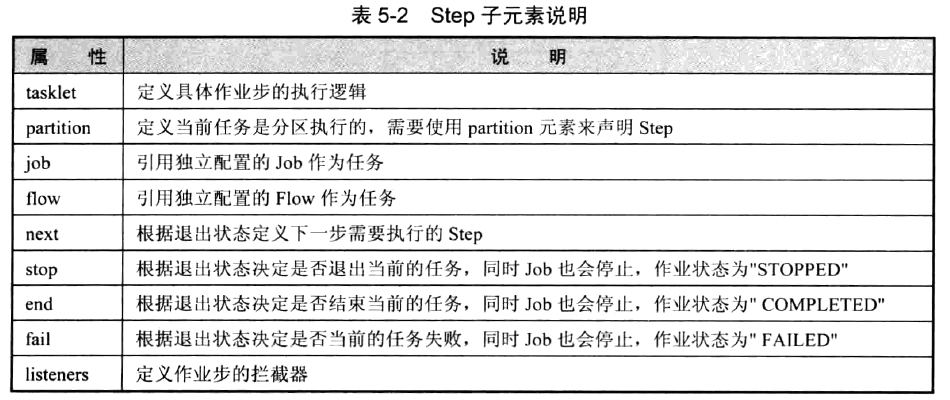 表 5-2 Step 子元素说明
属 性 说 明
tasklet 定义具体作业步的执行逻辑
partition 定义当前任务是分区执行的，需要使用 partition 元素来声明 Step
job 引用独立配置的 Job 作为任务
flow 引用独立配置的 Flow 作为任务
next 根据退出状态定义下一步需要执行的 Step
stop 根据退出状态决定是否退出当前的任务，同时 Job 也会停止，作业状态为"STOPPED"
end 根据退出状态决定是否结束当前的任务，同时 Job 也会停止，作业状态为" COMPLETED"
fail 根据退出状态决定是否当前的任务失败，同时 Job 也会停止，作业状态为" FAILED"
listeners 定义作业步的拦截器